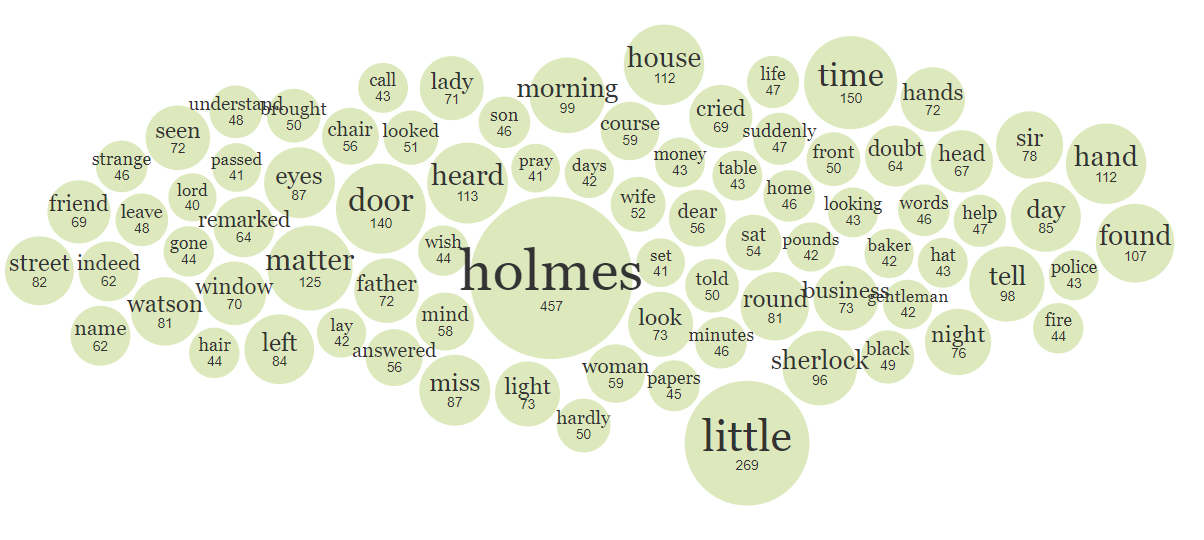 house
112
call
43
lady
71
life
47
time
150
morning
99
hands
72
understand
48
brought
50
cried
69
son
46
course
59
seen
72
chair
56
looked
51
suddenly
47
sir
78
strange
46
passed
41
heard
113
pray
41
days
42
money
43
table
43
front
50
doubt
64
head
67
hand
112
eyes
87
door
140
lord
40
friend
69
leave
48
remarked
64
wife
52
dear
56
home
46
looking
43
words
46
help
47
day
85
found
107
gone
44
wish
44
sat
54
pounds
42
baker
42
street
82
indeed
62
matter
125
holmes
457
set
41
hat
43
police
43
window
70
father
72
told
50
tell
98
watson
81
round
81
business
73
gentleman
42
name
62
lay
42
mind
58
look
73
minutes
46
fire
44
hair
44
left
84
answered
56
night
76
black
49
sherlock
96
woman
59
papers
45
miss
87
light
73
hardly
50
little
269